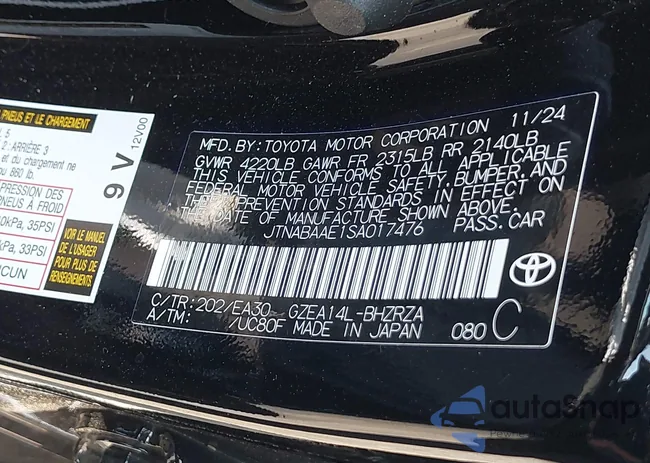 PNEUS ET LE CHARGEMENT
5
2 : ARRIÈRE 3
et du chargement ne
ou 860 lb.
PRESSION DES
PNEUS À FROID
kPa, 35PSI
kPa, 33PSI
CUN
VOIR LE MANUEL
DE L'USAGER
POUR PLUS DE
RENSEIGNEMENTS
9 V 12V00
MFD. BY: TOYOTA MOTOR CORPORATION 11/24
GVWR 4220LB GAWR FR 2315LB RR 2140LB
THIS VEHICLE CONFORMS TO ALL APPLICABLE
FEDERAL MOTOR VEHICLE SAFETY, BUMPER, AND
THEFT PREVENTION STANDARDS IN EFFECT ON
THE DATE OF MANUFACTURE SHOWN ABOVE.
JTNABAAE1SA017476 PASS. CAR
C/TR: 202/EA30 GZEA14L-BHZRZA
A/TM: /UC80F MADE IN JAPAN 080 C
autoSnap